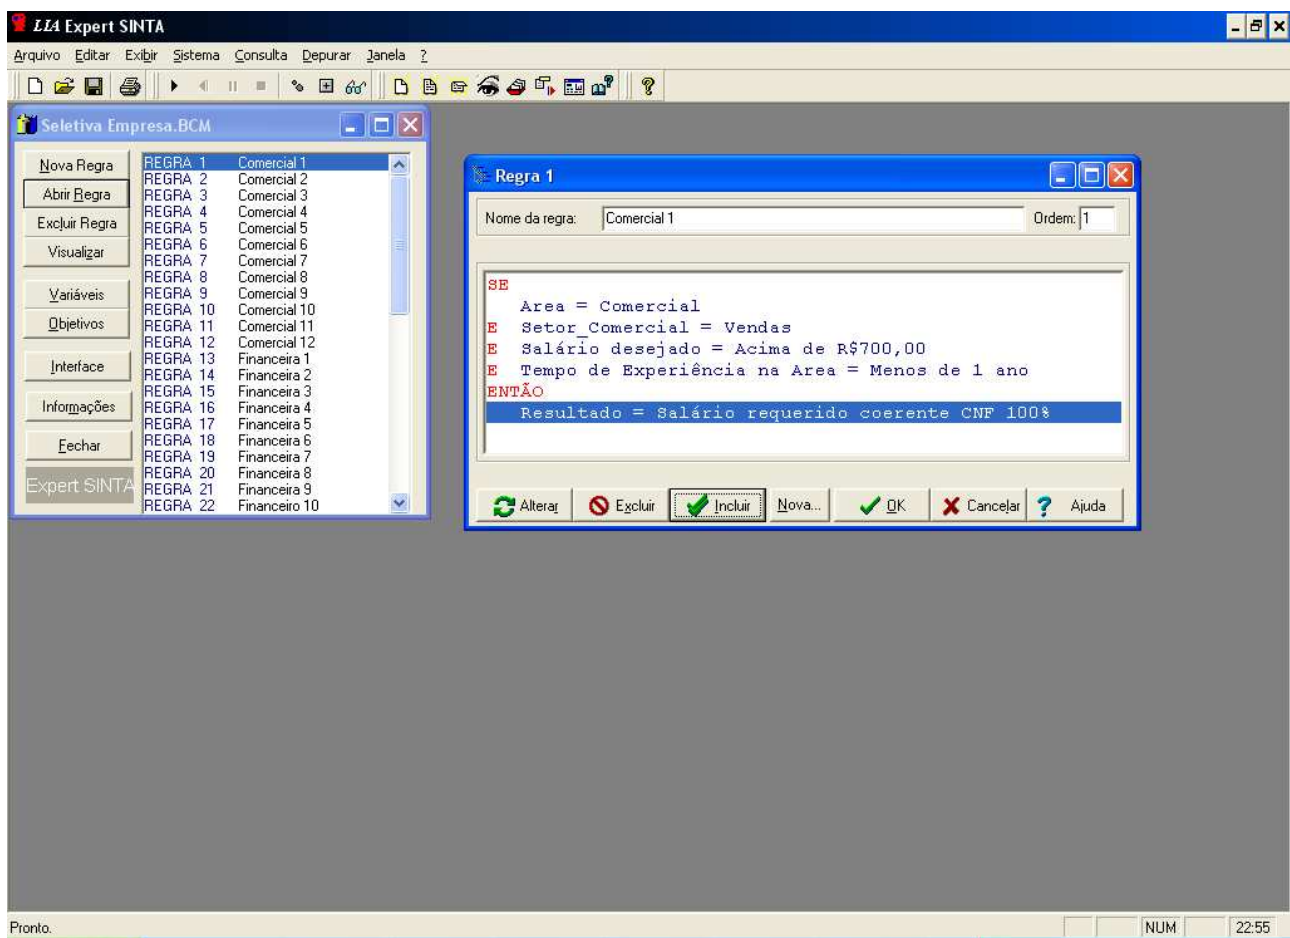 LIA Expert SINTA
Arquivo Editar Exibir Sistema Consulta Depurar Janela ?
Seletiva Empresa.BCM
Nova Regra
Abrir Regra
Excluir Regra
Visualizar
Variáveis
Objetivos
Interface
Informações
Fechar
Expert SINTA
REGRA 1 Comercial 1
REGRA 2 Comercial 2
REGRA 3 Comercial 3
REGRA 4 Comercial 4
REGRA 5 Comercial 5
REGRA 6 Comercial 6
REGRA 7 Comercial 7
REGRA 8 Comercial 8
REGRA 9 Comercial 9
REGRA 10 Comercial 10
REGRA 11 Comercial 11
REGRA 12 Comercial 12
REGRA 13 Financeira 1
REGRA 14 Financeira 2
REGRA 15 Financeira 3
REGRA 16 Financeira 4
REGRA 17 Financeira 5
REGRA 18 Financeira 6
REGRA 19 Financeira 7
REGRA 20 Financeira 8
REGRA 21 Financeira 9
REGRA 22 Financeiro 10
Regra 1
Nome da regra: Comercial 1 Ordem: 1
SE
Area = Comercial
E Setor_Comercial = Vendas
E Salário desejado = Acima de R$700,00
E Tempo de Experiência na Area = Menos de 1 ano
ENTÃO
Resultado = Salário requerido coerente CNF 100%
Alterar Excluir Incluir Nova... OK Cancelar Ajuda
Pronto. NUM 22:55